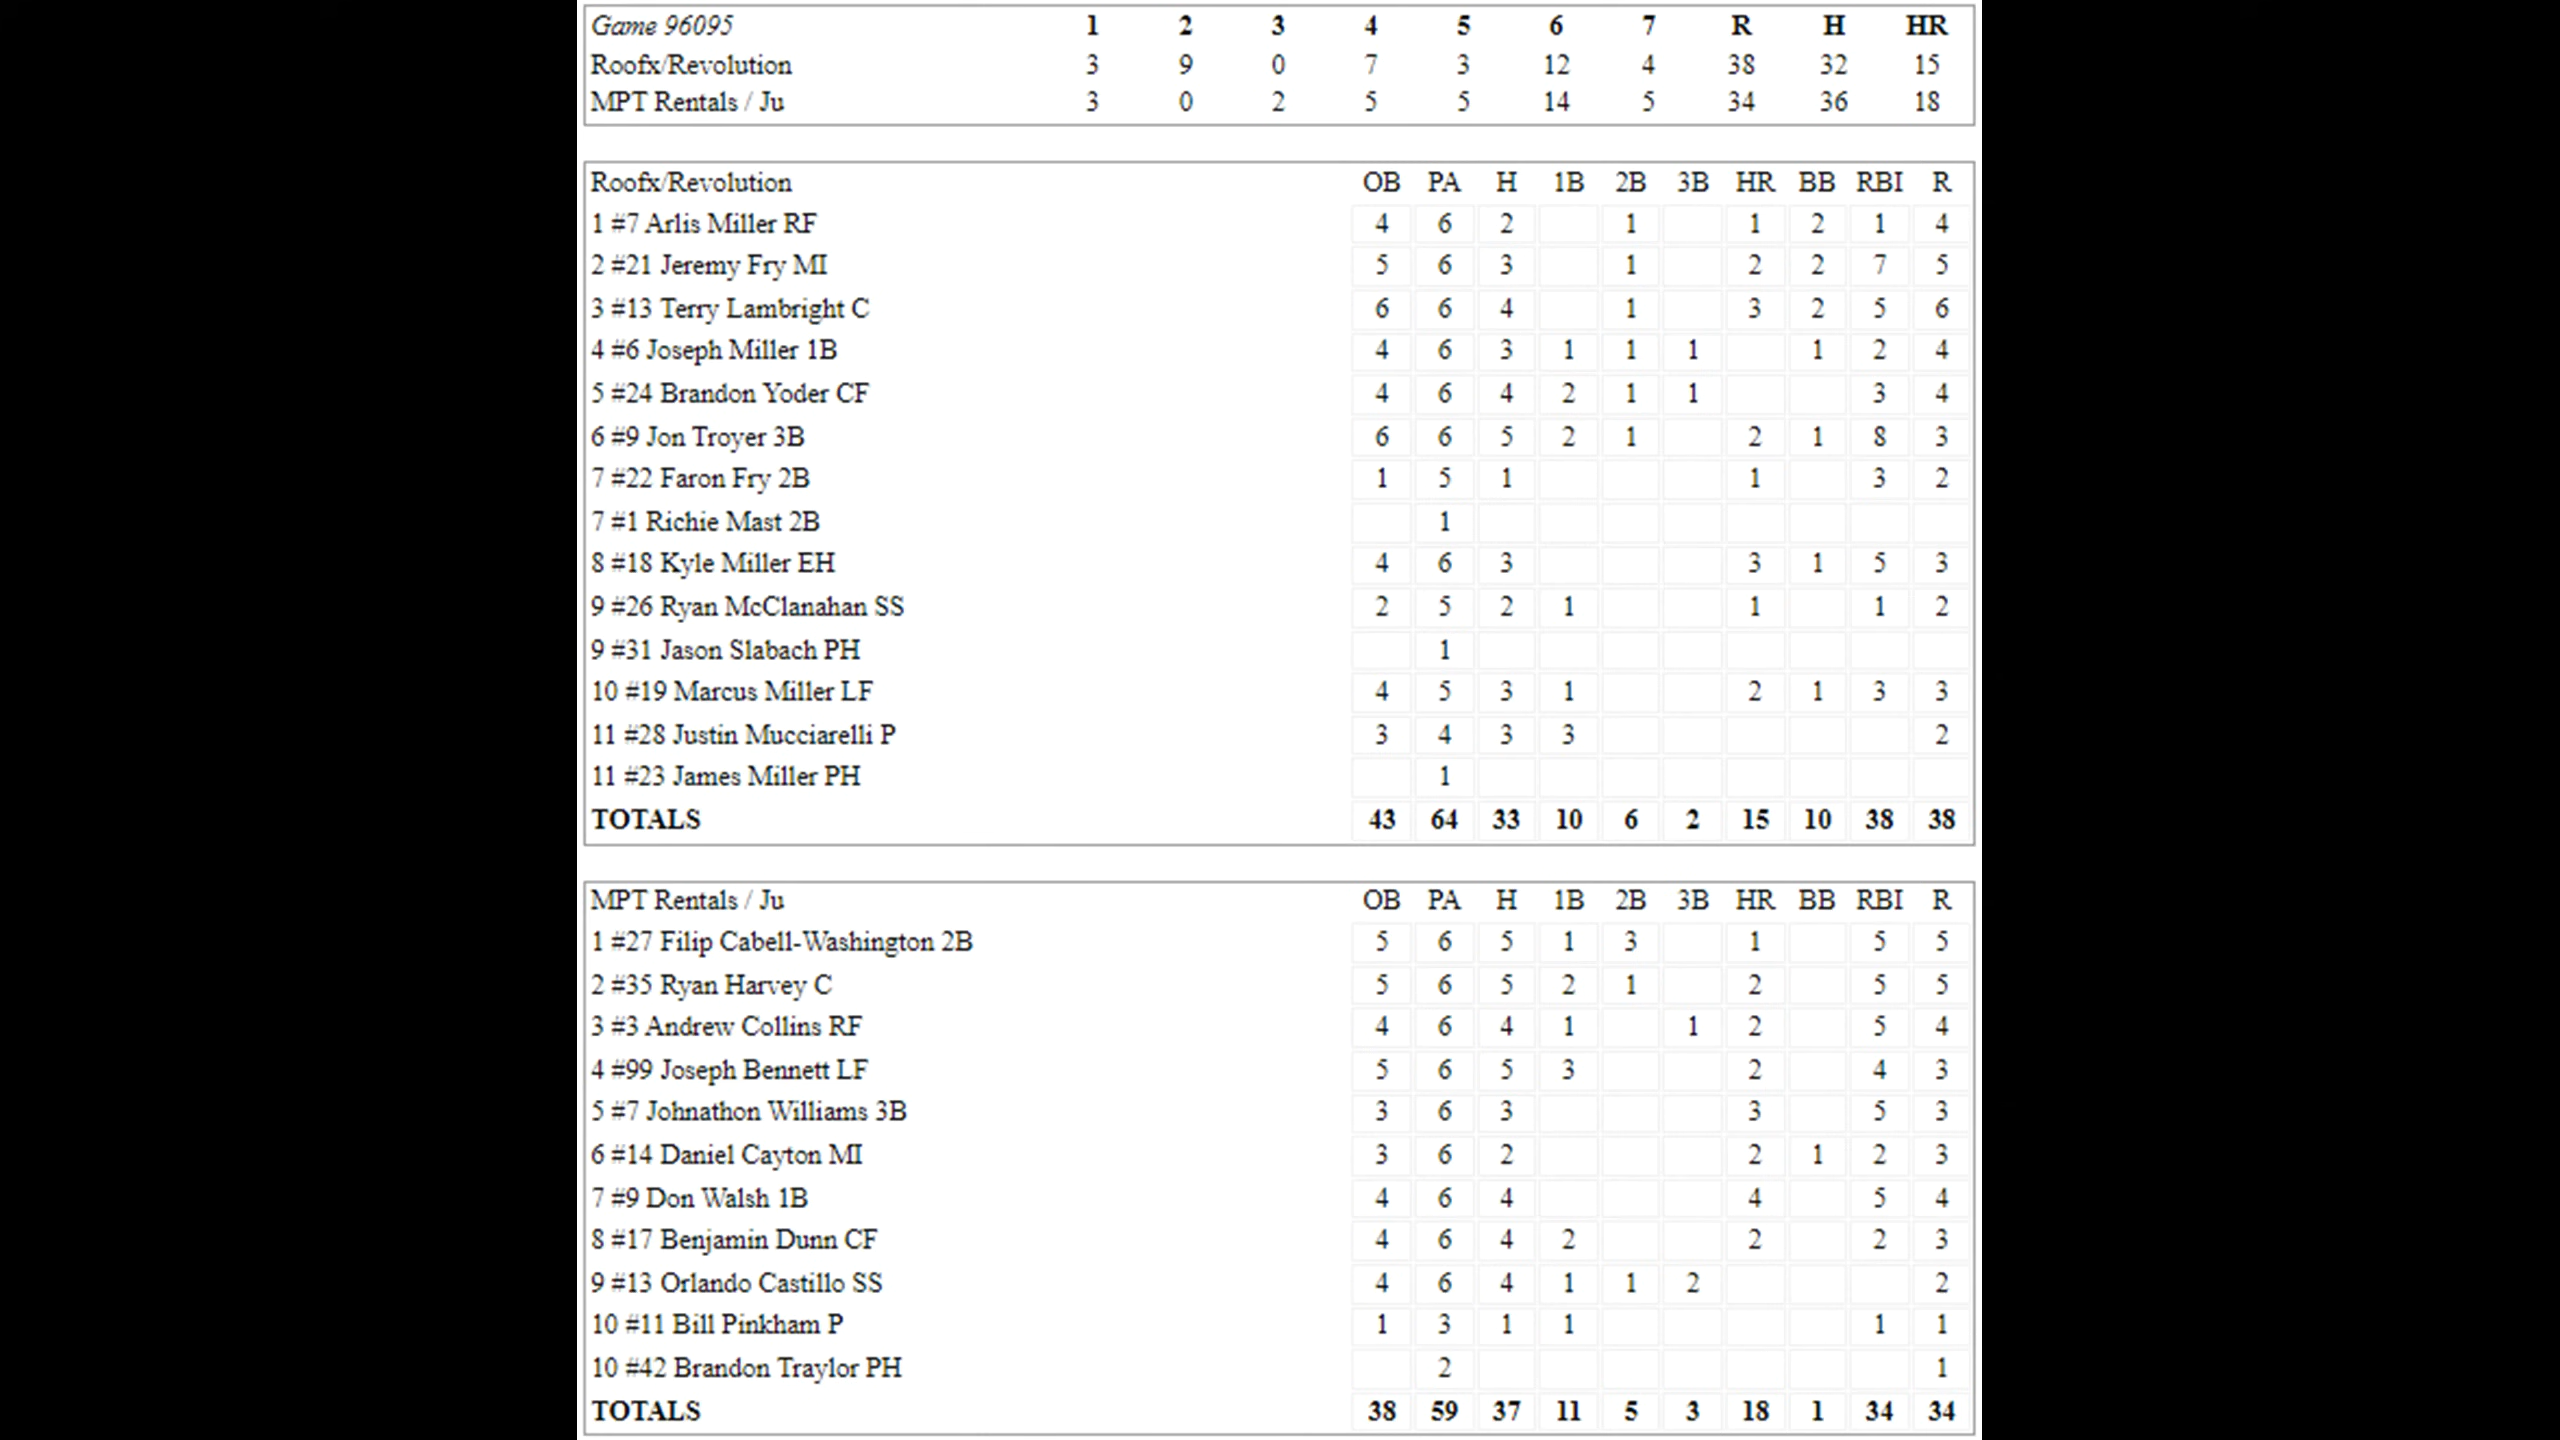 Game 96095 1 2 3 4 5 6 7 R H HR
Roofx/Revolution 3 9 0 7 3 12 4 38 32 15
MPT Rentals / Ju 3 0 2 5 5 14 5 34 36 18
Roofx/Revolution OB PA H 1B 2B 3B HR BB RBI R
1 #7 Arlis Miller RF 4 6 2 1 1 2 1 4
2 #21 Jeremy Fry MI 5 6 3 1 2 2 7 5
3 #13 Terry Lambright C 6 6 4 1 3 2 5 6
4 #6 Joseph Miller 1B 4 6 3 1 1 1 1 2 4
5 #24 Brandon Yoder CF 4 6 4 2 1 1 3 4
6 #9 Jon Troyer 3B 6 6 5 2 1 2 1 8 3
7 #22 Faron Fry 2B 1 5 1 1 3 2
7 #1 Richie Mast 2B 1
8 #18 Kyle Miller EH 4 6 3 3 1 5 3
9 #26 Ryan McClanahan SS 2 5 2 1 1 1 2
9 #31 Jason Slabach PH 1
10 #19 Marcus Miller LF 4 5 3 1 2 1 3 3
11 #28 Justin Mucciarelli P 3 4 3 3 2
11 #23 James Miller PH 1
TOTALS 43 64 33 10 6 2 15 10 38 38
MPT Rentals / Ju OB PA H 1B 2B 3B HR BB RBI R
1 #27 Filip Cabell-Washington 2B 5 6 5 1 3 1 5 5
2 #35 Ryan Harvey C 5 6 5 2 1 2 5 5
3 #3 Andrew Collins RF 4 6 4 1 1 2 5 4
4 #99 Joseph Bennett LF 5 6 5 3 2 4 3
5 #7 Johnathon Williams 3B 3 6 3 3 5 3
6 #14 Daniel Cayton MI 3 6 2 2 1 2 3
7 #9 Don Walsh 1B 4 6 4 4 5 4
8 #17 Benjamin Dunn CF 4 6 4 2 2 2 3
9 #13 Orlando Castillo SS 4 6 4 1 1 2 2
10 #11 Bill Pinkham P 1 3 1 1 1 1
10 #42 Brandon Traylor PH 2 1
TOTALS 38 59 37 11 5 3 18 1 34 34